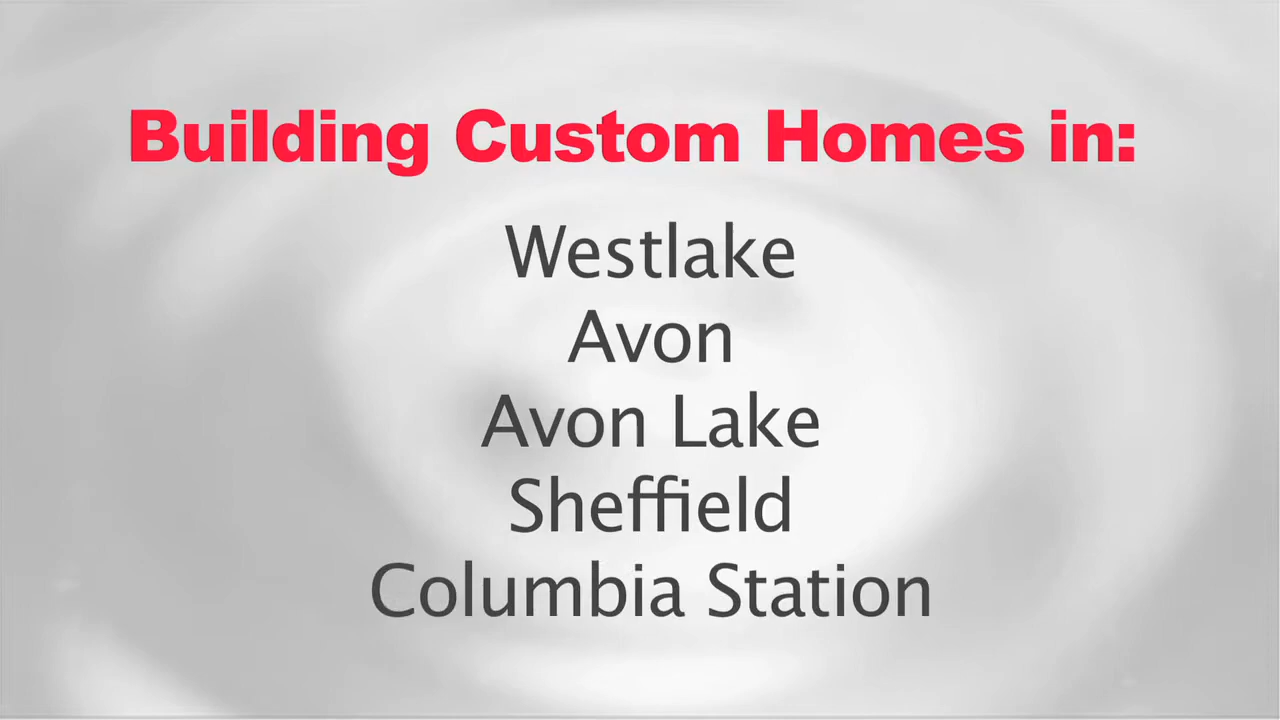 Building Custom Homes in:
Westlake
Avon
Avon Lake
Sheffield
Columbia Station